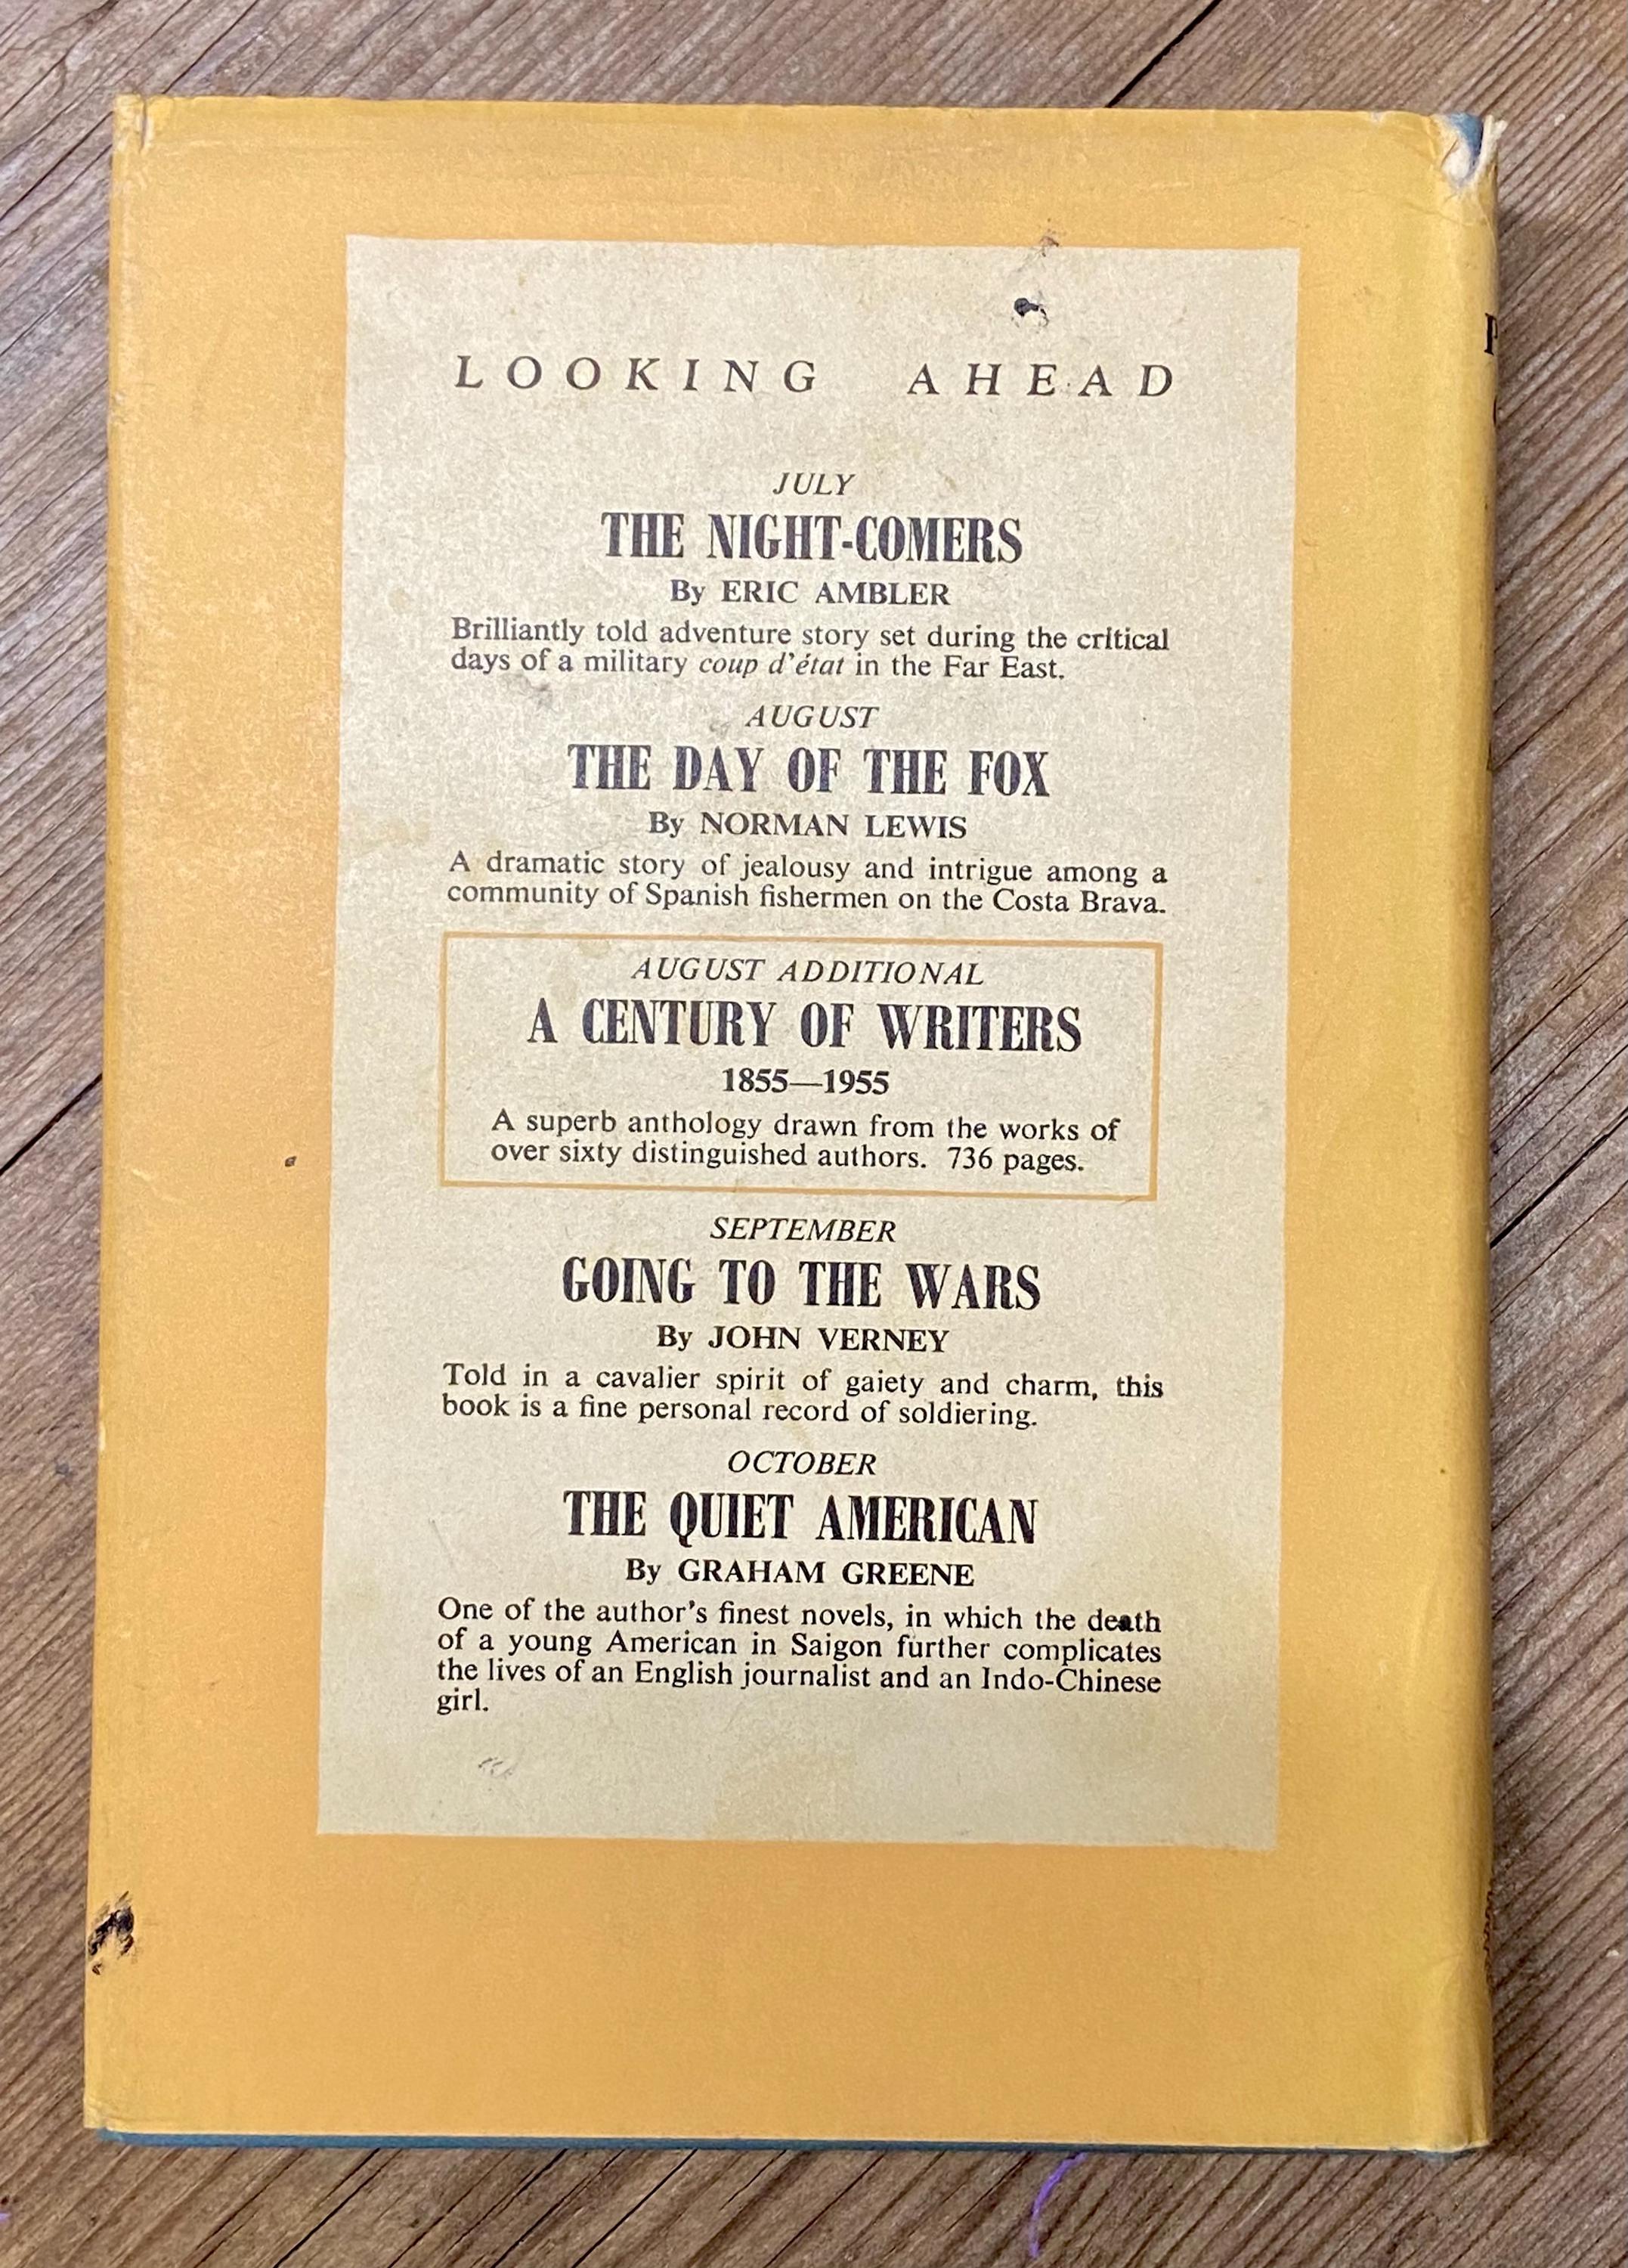 LOOKING AHEAD
JULY
THE NIGHT-COMERS
By ERIC AMBLER
Brilliantly told adventure story set during the critical
days of a military coup d'état in the Far East.
AUGUST
THE DAY OF THE FOX
By NORMAN LEWIS
A dramatic story of jealousy and intrigue among a
community of Spanish fishermen on the Costa Brava.
AUGUST ADDITIONAL
A CENTURY OF WRITERS
1855—1955
A superb anthology drawn from the works of
over sixty distinguished authors. 736 pages.
SEPTEMBER
GOING TO THE WARS
By JOHN VERNEY
Told in a cavalier spirit of gaiety and charm, this
book is a fine personal record of soldiering.
OCTOBER
THE QUIET AMERICAN
By GRAHAM GREENE
One of the author's finest novels, in which the death
of a young American in Saigon further complicates
the lives of an English journalist and an Indo-Chinese
girl.